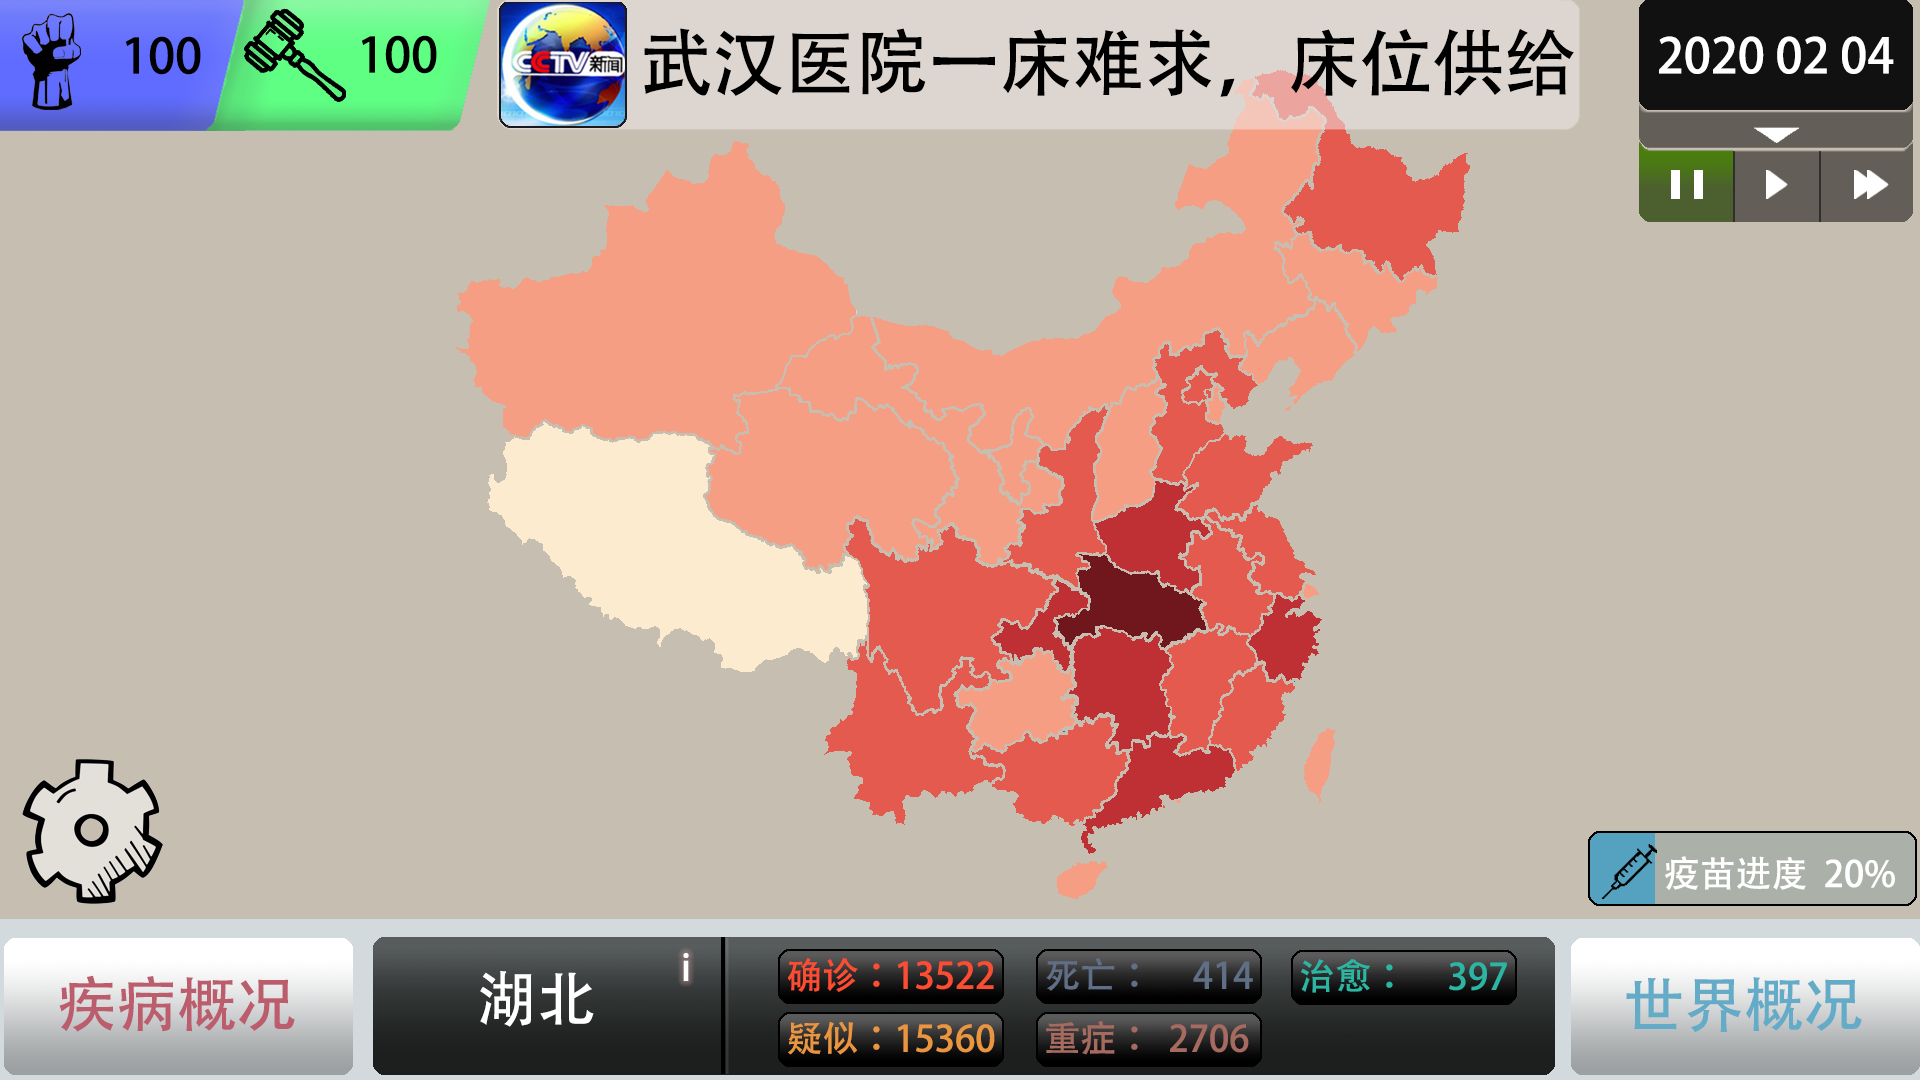 100
100
CCTV新闻
武汉医院一床难求，床位供给
2020 02 04
疫苗进度 20%
疾病概况
湖北
i
确诊：13522
死亡：414
治愈：397
疑似：15360
重症：2706
世界概况